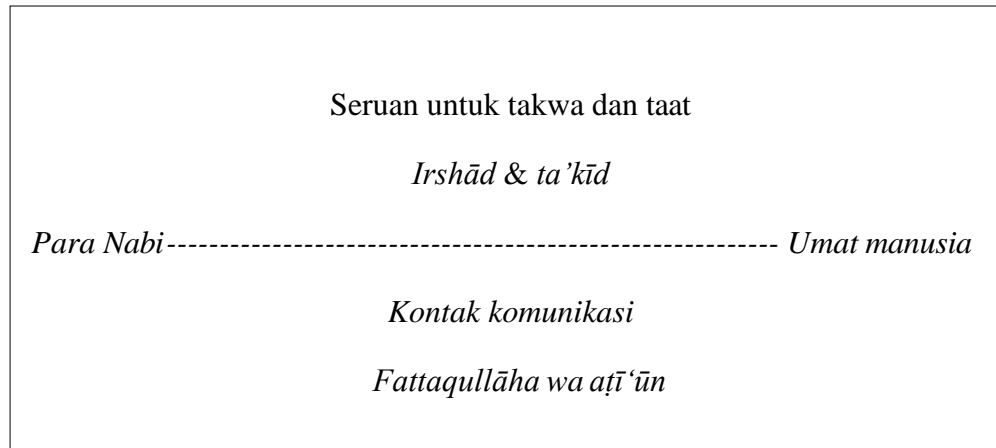 Seruan untuk takwa dan taat
Irshād & ta’kīd
Para Nabi---------------------------------------------------------- Umat manusia
Kontak komunikasi
Fattaqullāha wa aṭī‘ūn